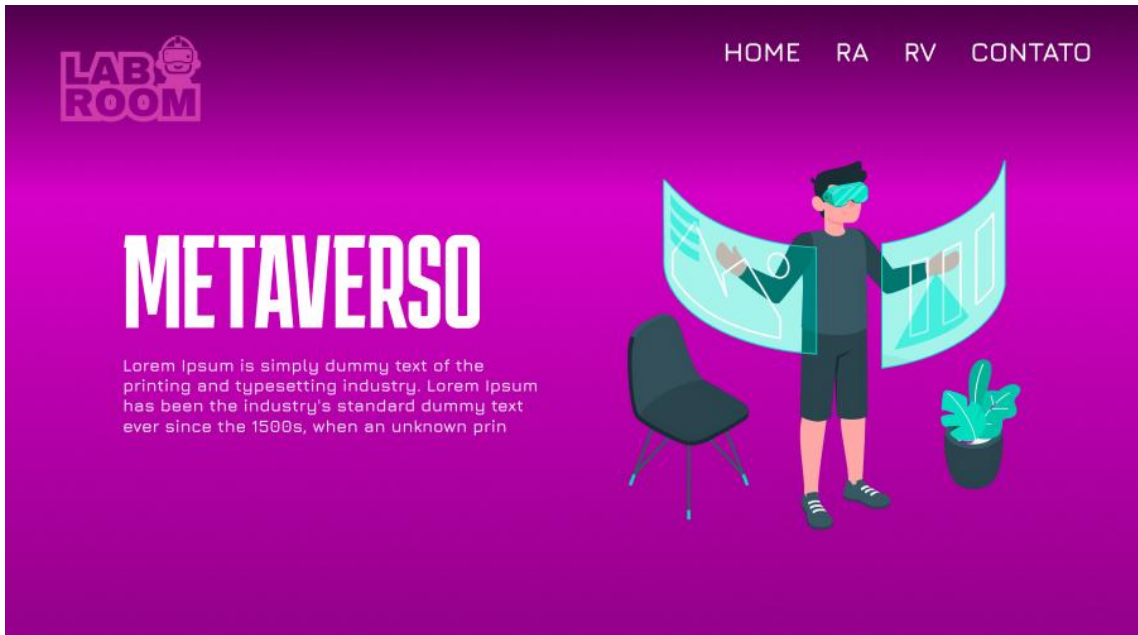 LAB
ROOM
HOME RA RV CONTATO
METAVERSO
Lorem Ipsum is simply dummy text of the
printing and typesetting industry. Lorem Ipsum
has been the industry's standard dummy text
ever since the 1500s, when an unknown prin